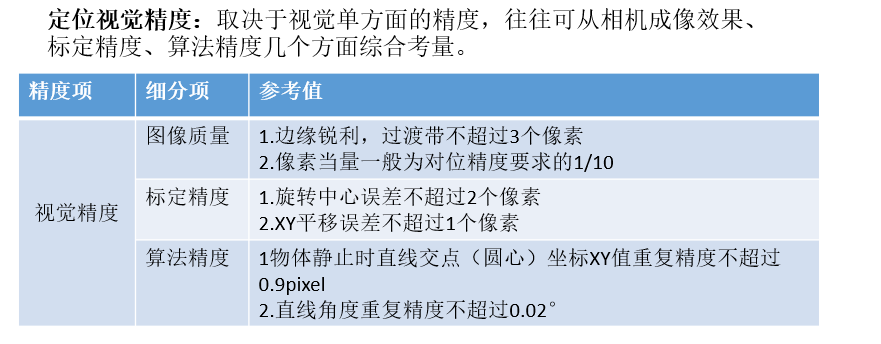 定位视觉精度：取决于视觉单方面的精度，往往可从相机成像效果、
标定精度、算法精度几个方面综合考量。
精度项 细分项 参考值
视觉精度
图像质量
1.边缘锐利，过渡带不超过3个像素
2.像素当量一般为对位精度要求的1/10
标定精度
1.旋转中心误差不超过2个像素
2.XY平移误差不超过1个像素
算法精度
1物体静止时直线交点（圆心）坐标XY值重复精度不超过
0.9pixel
2.直线角度重复精度不超过0.02°